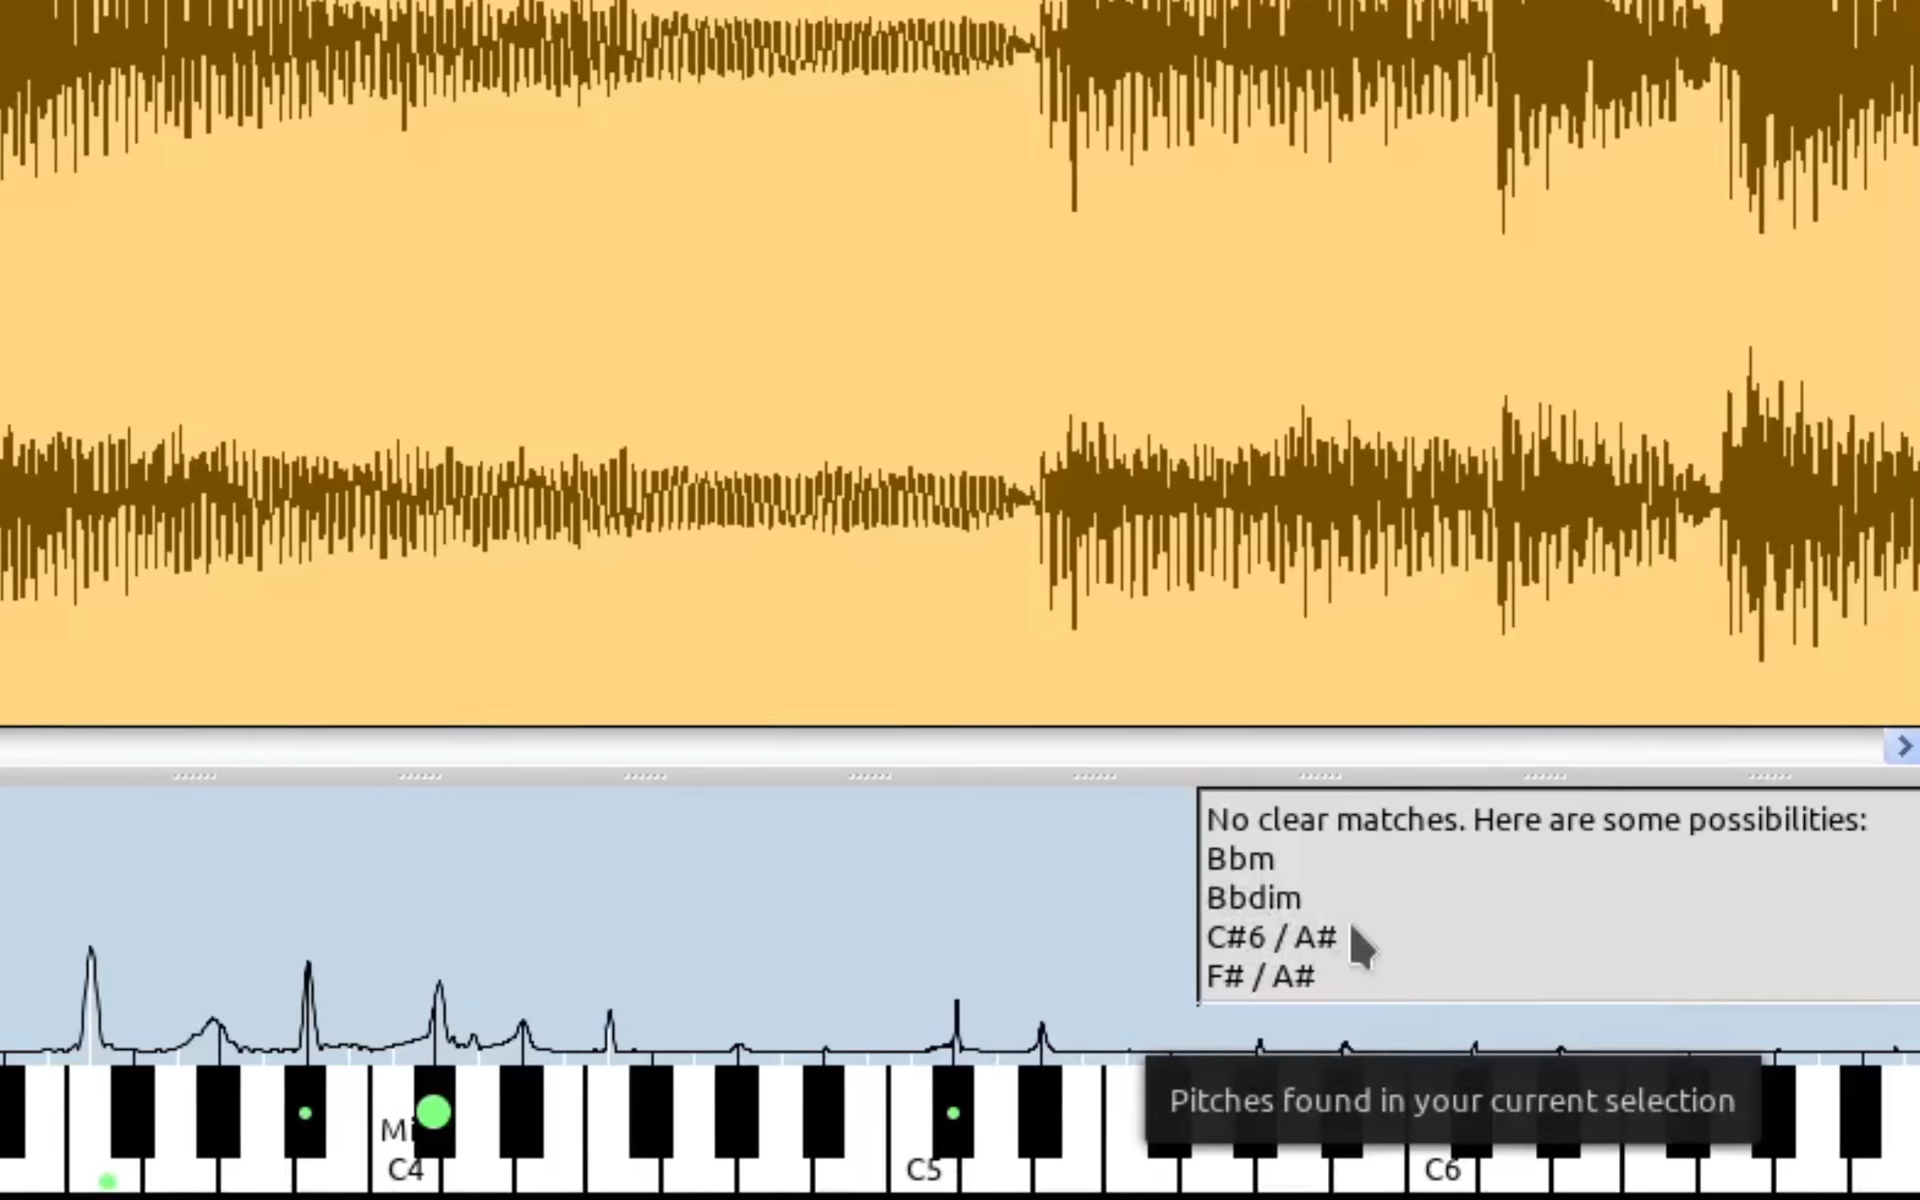 No clear matches. Here are some possibilities:
Bbm
Bbdim
C#6 / A#
F# / A#
Pitches found in your current selection
Mi
C4
C5
C6